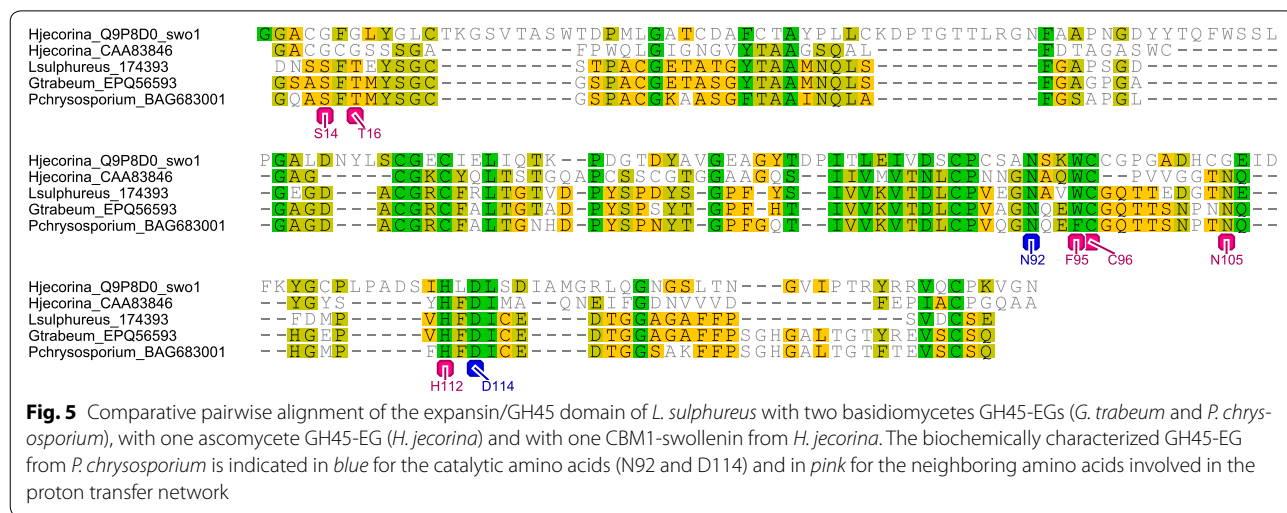 Hjecorina_Q9P8D0_swo1 GGACGFGLYGLCTKGSVTASWTDPMLGATCDAFCTAYPLLCKDPTGTTLRGNFAAPNGDYYTQFWSSL
Hjecorina_CAA83846 -GACGCGSSSGA---------FPWQLGIGNGVYTAAGSQAL-----------FDTAGASWC-------
Lsulphureus_174393 -DNSSFTEYSGC---------STPACGETATGYTAAMNQLS-----------FGAPSGD---------
Gtrabeum_EPQ56593 -GSASFTMYSGC---------STPACGETASGYTAAMNQLA-----------FGAGPGA---------
Pchrysosporium_BAG683001 -GQASFTMYSGC---------GSPACGKAASGFTAAINQLA-----------FGSAPGL---------
S14 T16
Hjecorina_Q9P8D0_swo1 PGALDNYLSCGECIELIQTK--PDGTDYAVGEAGYTDPITLEIVDSCPCSANSKWCCGPGADHCGEID
Hjecorina_CAA83846 -GAG-----CGKCYQLTSTGQAPCSSCGTGGAAGQS--IIVMVTNLCPNNGNAQWC--PVVGGTNQ--
Lsulphureus_174393 -GEGD---ACGRCFRLTGTVD-PYSPDYS-GPF-YS--IVVKVTDLCPVEGNAVWCGQTTEDGTNE--
Gtrabeum_EPQ56593 -GAGD---ACGRCFALTGTAD-PYSPSYT-GPF-HT--IVVKVTDLCPVAGNQEWCGQTTSNPNNQ--
Pchrysosporium_BAG683001 -GAGD---ACGRCFALTGNHD-PYSPNYT-GPFGQT--IVVKVTDLCPVQGNQEFCGQTTSNPTNQ--
N92 F95 C96 N105
Hjecorina_Q9P8D0_swo1 FKYGCPLPADSIHLDLSDIAMGRLQGNGSLTN---GVIPTRYRRVQCPKVGN
Hjecorina_CAA83846 --YGYS-----YHFDIMA--QNEIFGDNVVVD---------FEPIACPGQAA
Lsulphureus_174393 --FDMP-----VHFDICE----DTGGAGAFFP-----------SVDCSE
Gtrabeum_EPQ56593 --HGEP-----VHFDICE----DTGGAGAFFPSGHGALTGTYREVSCSQ
Pchrysosporium_BAG683001 --HGMP-----FHFDICE----DTGGSAKFFPSGHGALTGTFTEVSCSQ
H112 D114
Fig. 5 Comparative pairwise alignment of the expansin/GH45 domain of L. sulphureus with two basidiomycetes GH45-EGs (G. trabeum and P. chrys-
osporium), with one ascomycete GH45-EG (H. jecorina) and with one CBM1-swollenin from H. jecorina. The biochemically characterized GH45-EG
from P. chrysosporium is indicated in blue for the catalytic amino acids (N92 and D114) and in pink for the neighboring amino acids involved in the
proton transfer network